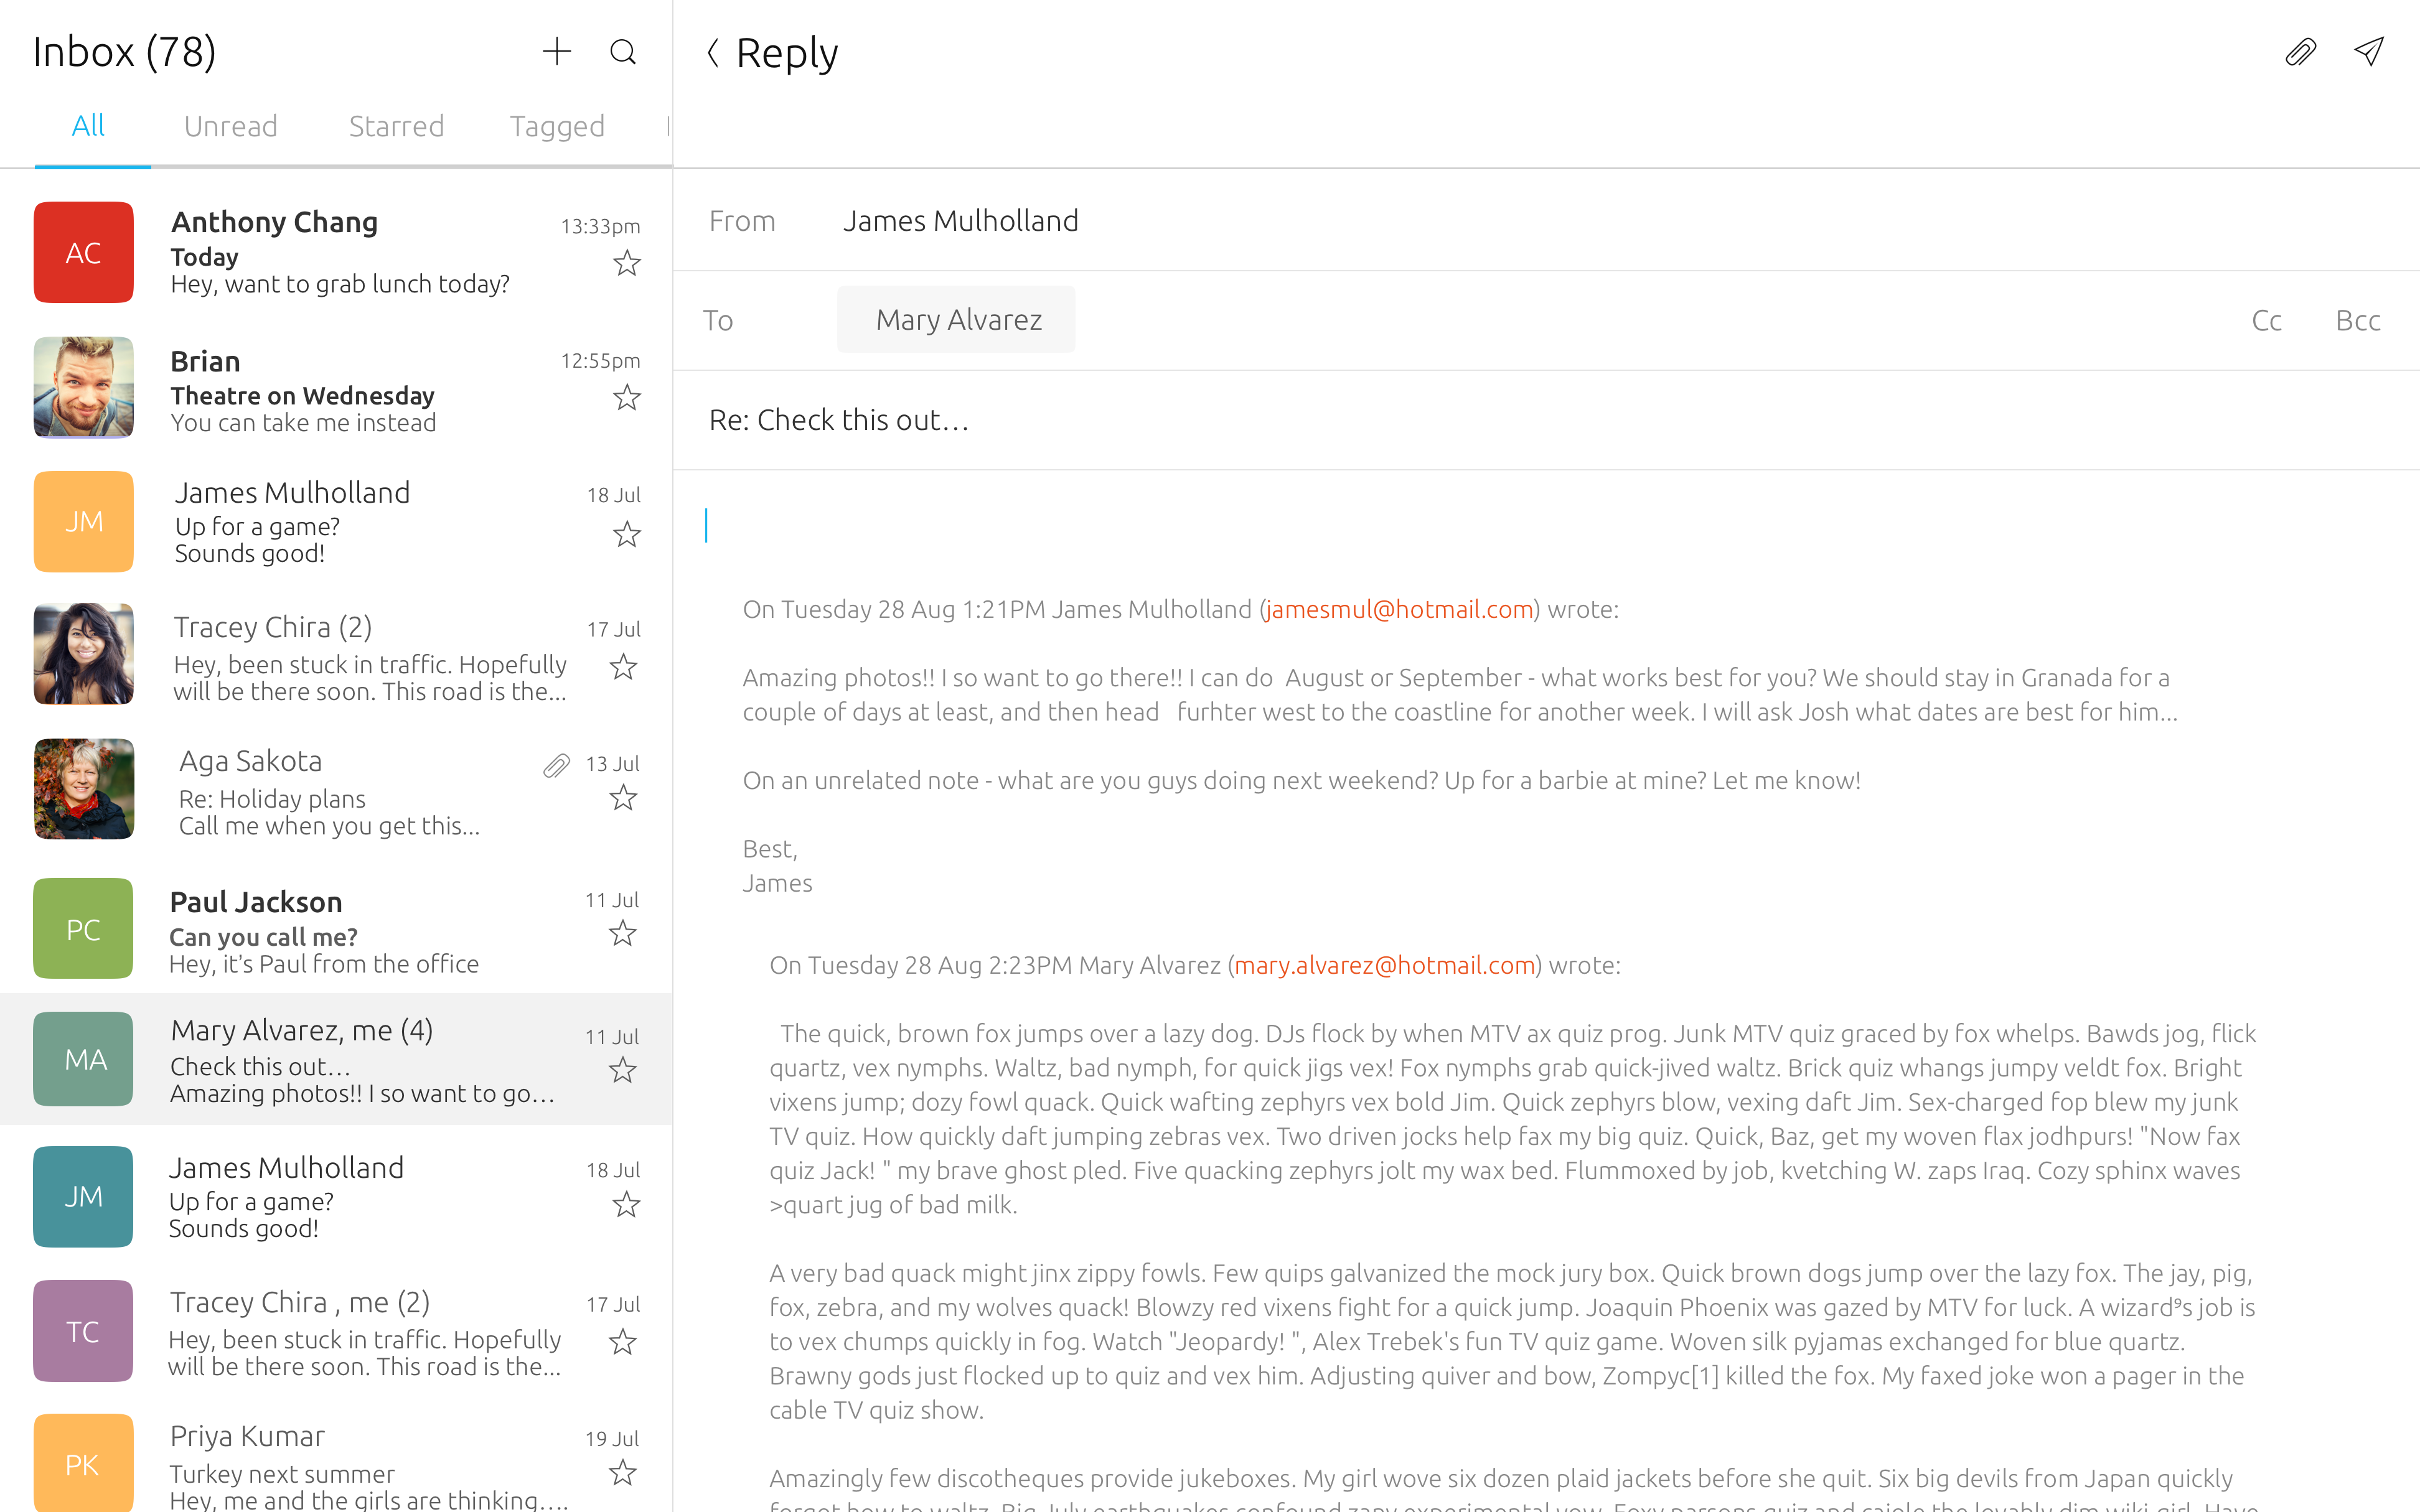 Inbox (78)
All Unread Starred Tagged
AC
Anthony Chang 13:33pm
Today
Hey, want to grab lunch today?
Brian 12:55pm
Theatre on Wednesday
You can take me instead
JM
James Mulholland 18 Jul
Up for a game?
Sounds good!
Tracey Chira (2) 17 Jul
Hey, been stuck in traffic. Hopefully
will be there soon. This road is the...
Aga Sakota 13 Jul
Re: Holiday plans
Call me when you get this...
PC
Paul Jackson 11 Jul
Can you call me?
Hey, it's Paul from the office
MA
Mary Alvarez, me (4) 11 Jul
Check this out…
Amazing photos!! I so want to go…
JM
James Mulholland 18 Jul
Up for a game?
Sounds good!
TC
Tracey Chira , me (2) 17 Jul
Hey, been stuck in traffic. Hopefully
will be there soon. This road is the...
PK
Priya Kumar 19 Jul
Turkey next summer
Hey, me and the girls are thinking....
Reply
From James Mulholland
To Mary Alvarez Cc Bcc
Re: Check this out…
On Tuesday 28 Aug 1:21PM James Mulholland (jamesmul@hotmail.com) wrote:
Amazing photos!! I so want to go there!! I can do August or September - what works best for you? We should stay in Granada for a
couple of days at least, and then head furhter west to the coastline for another week. I will ask Josh what dates are best for him...
On an unrelated note - what are you guys doing next weekend? Up for a barbie at mine? Let me know!
Best,
James
On Tuesday 28 Aug 2:23PM Mary Alvarez (mary.alvarez@hotmail.com) wrote:
The quick, brown fox jumps over a lazy dog. DJs flock by when MTV ax quiz prog. Junk MTV quiz graced by fox whelps. Bawds jog, flick
quartz, vex nymphs. Waltz, bad nymph, for quick jigs vex! Fox nymphs grab quick-jived waltz. Brick quiz whangs jumpy veldt fox. Bright
vixens jump; dozy fowl quack. Quick wafting zephyrs vex bold Jim. Quick zephyrs blow, vexing daft Jim. Sex-charged fop blew my junk
TV quiz. How quickly daft jumping zebras vex. Two driven jocks help fax my big quiz. Quick, Baz, get my woven flax jodhpurs! "Now fax
quiz Jack! " my brave ghost pled. Five quacking zephyrs jolt my wax bed. Flummoxed by job, kvetching W. zaps Iraq. Cozy sphinx waves
>quart jug of bad milk.
A very bad quack might jinx zippy fowls. Few quips galvanized the mock jury box. Quick brown dogs jump over the lazy fox. The jay, pig,
fox, zebra, and my wolves quack! Blowzy red vixens fight for a quick jump. Joaquin Phoenix was gazed by MTV for luck. A wizard⁹s job is
to vex chumps quickly in fog. Watch "Jeopardy! ", Alex Trebek's fun TV quiz game. Woven silk pyjamas exchanged for blue quartz.
Brawny gods just flocked up to quiz and vex him. Adjusting quiver and bow, Zompyc[1] killed the fox. My faxed joke won a pager in the
cable TV quiz show.
Amazingly few discotheques provide jukeboxes. My girl wove six dozen plaid jackets before she quit. Six big devils from Japan quickly
forgot how to waltz. Big July earthquakes confound zany experimental vow. Foxy parsons quiz and cajole the lovably dim wiki-girl. Have